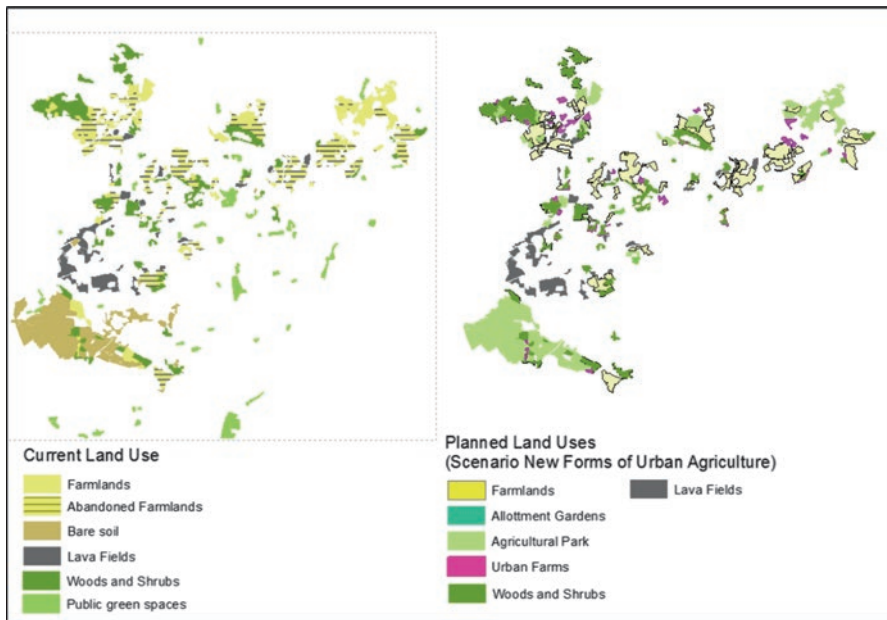 Current Land Use
Farmlands
Abandoned Farmlands
Bare soil
Lava Fields
Woods and Shrubs
Public green spaces
Planned Land Uses
(Scenario New Forms of Urban Agriculture)
Farmlands
Allottment Gardens
Agricultural Park
Urban Farms
Woods and Shrubs
Lava Fields